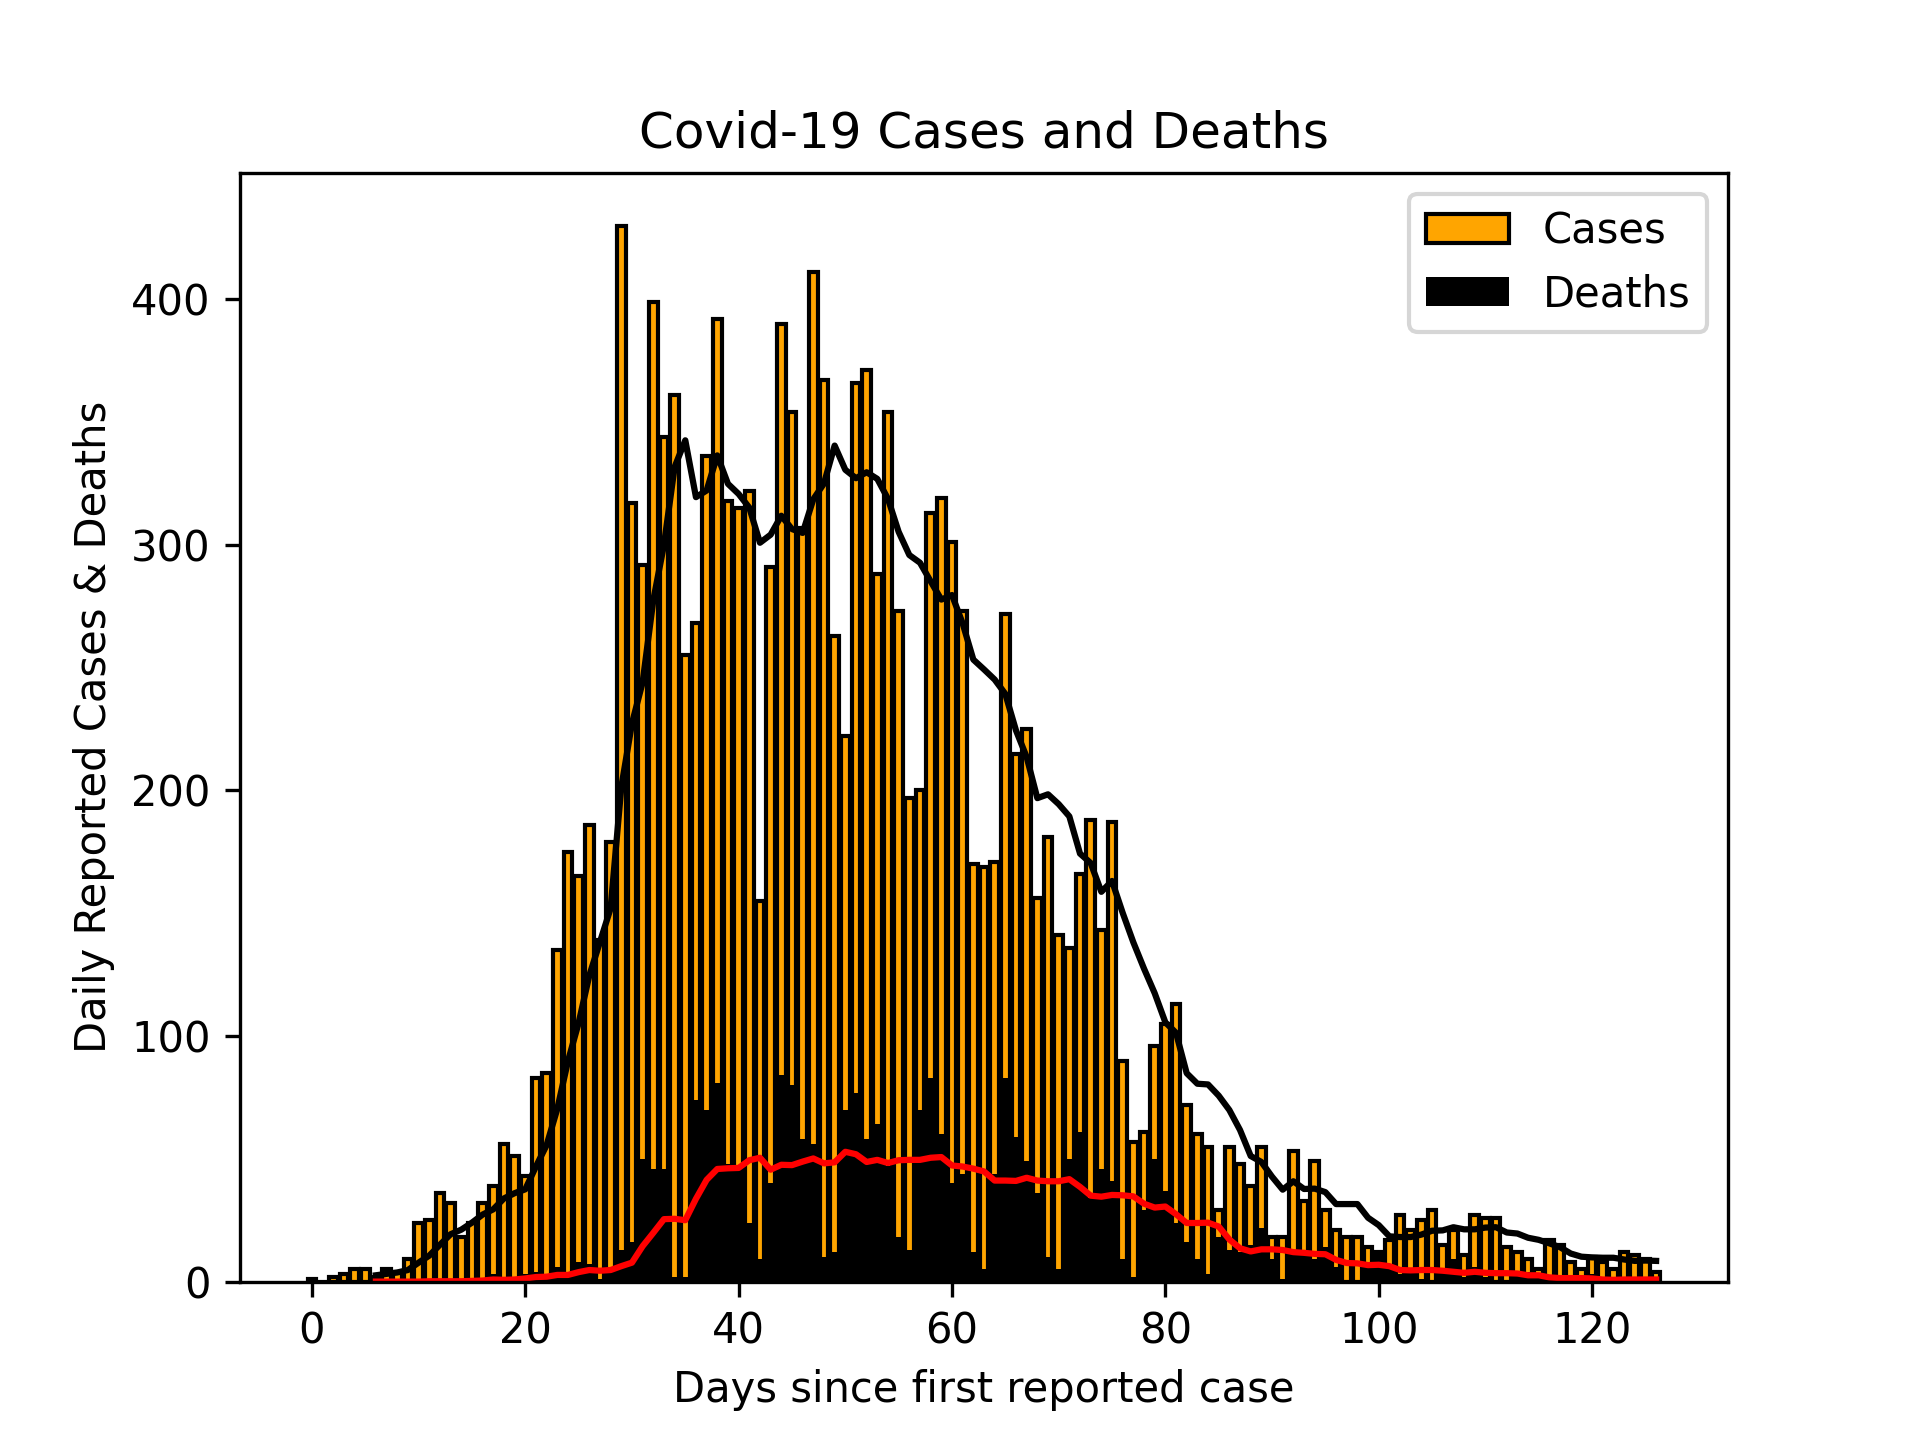 Covid-19 Cases and Deaths
Cases
Deaths
400
300
200
100
0
Daily Reported Cases & Deaths
0 20 40 60 80 100 120
Days since first reported case